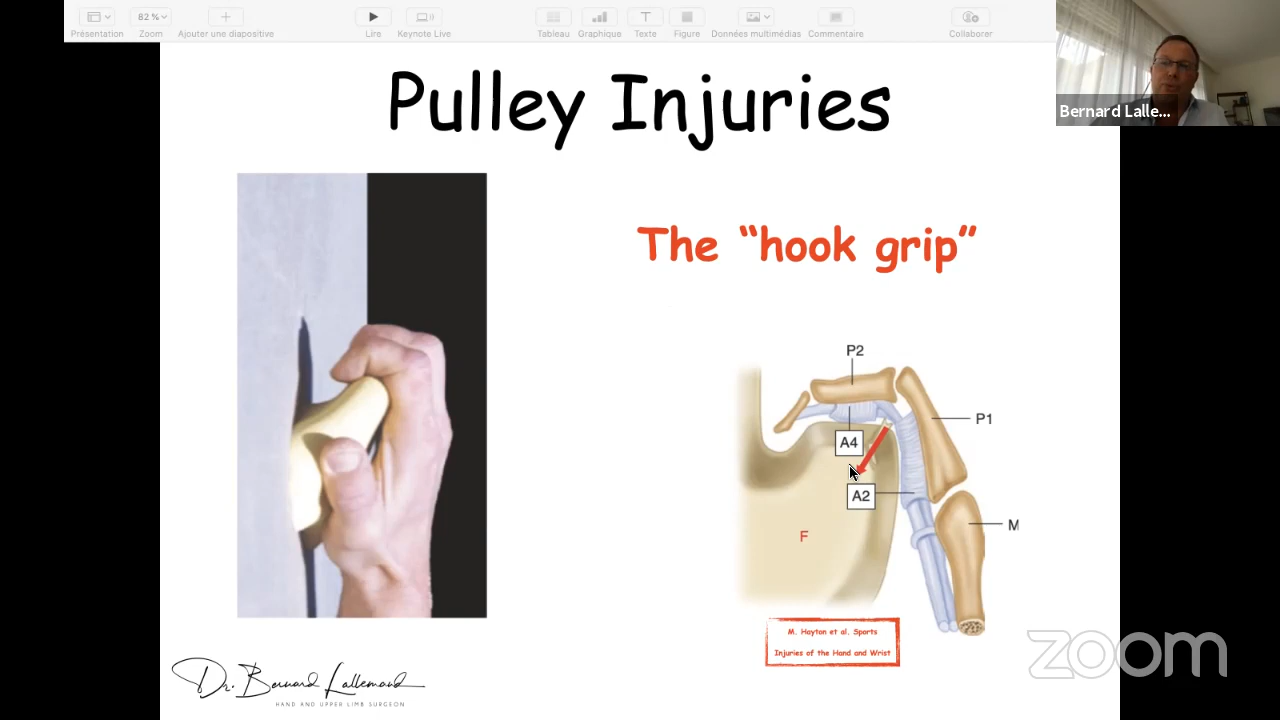 Présentation
82 %
Zoom
Ajouter une diapositive
Lire
Keynote Live
Tableau
Graphique
Texte
Figure
Données multimédias
Commentaire
Collaborer
Bernard Lalle...
Pulley Injuries
The “hook grip”
P2
P1
A4
A2
M
F
M. Hayton et al. Sports
Injuries of the Hand and Wrist
Dr. Bernard Lallemand
HAND AND UPPER LIMB SURGEON
zoom